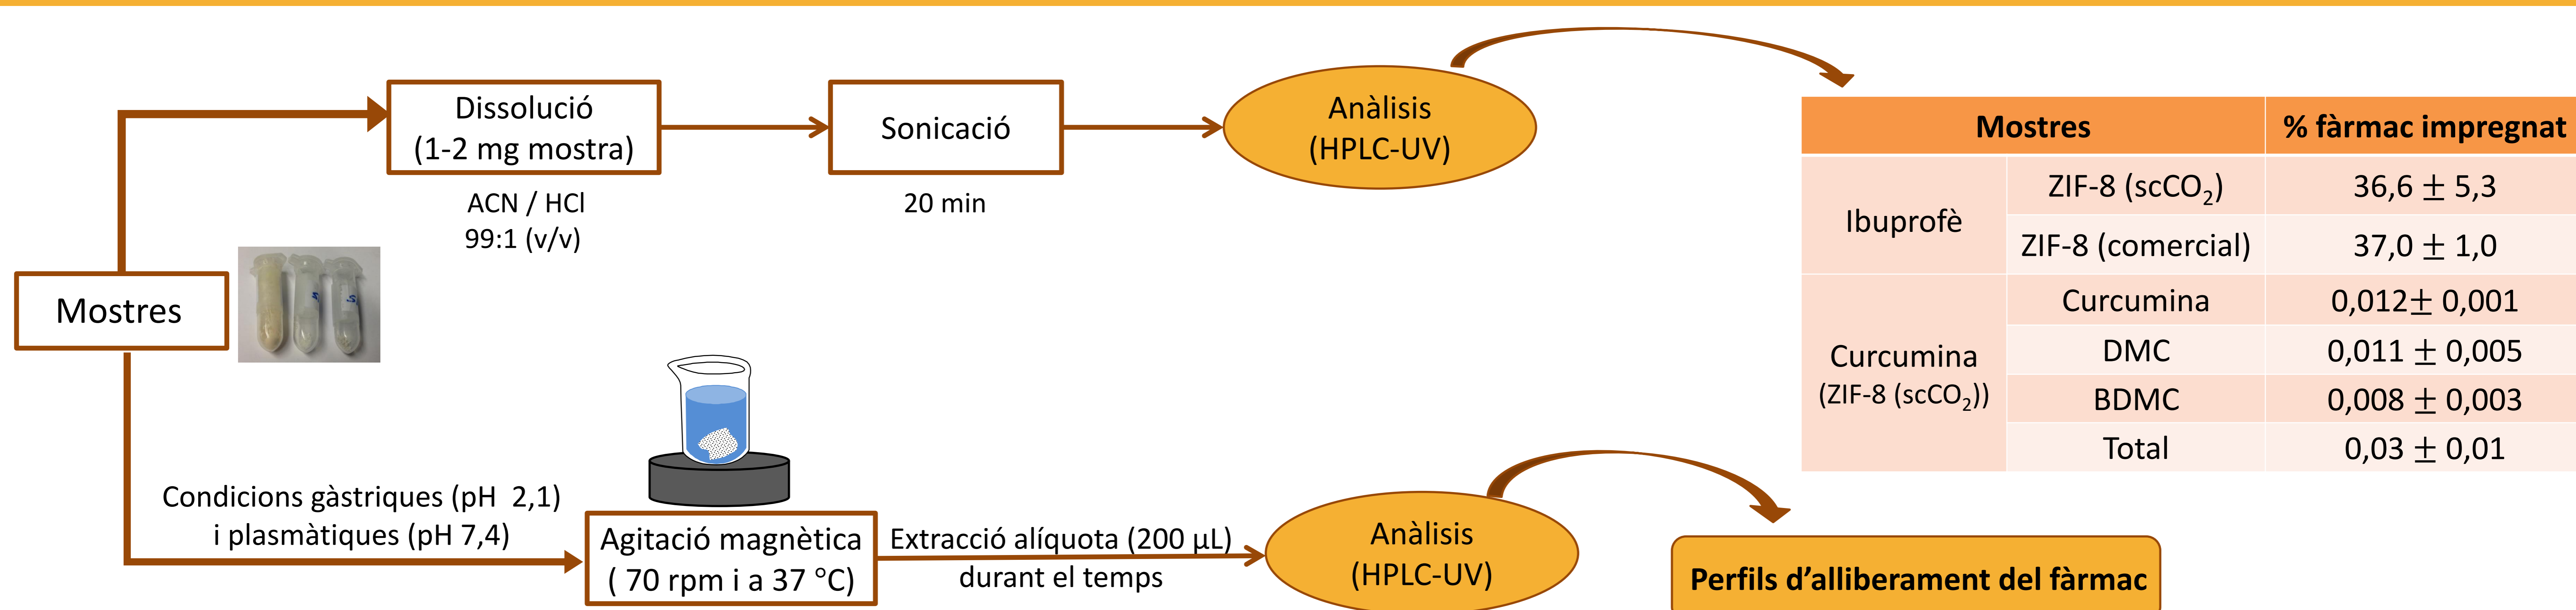 Mostres
Dissolució
(1-2 mg mostra)
ACN / HCl
99:1 (v/v)
Sonicació
20 min
Anàlisis
(HPLC-UV)
Mostres % fàrmac impregnat
Ibuprofè
ZIF-8 (scCO₂) 36,6 ± 5,3
ZIF-8 (comercial) 37,0 ± 1,0
Curcumina
(ZIF-8 (scCO₂))
Curcumina 0,012± 0,001
DMC 0,011 ± 0,005
BDMC 0,008 ± 0,003
Total 0,03 ± 0,01
Condicions gàstriques (pH 2,1)
i plasmàtiques (pH 7,4)
Agitació magnètica
( 70 rpm i a 37 °C)
Extracció alíquota (200 µL)
durant el temps
Anàlisis
(HPLC-UV)
Perfils d’alliberament del fàrmac